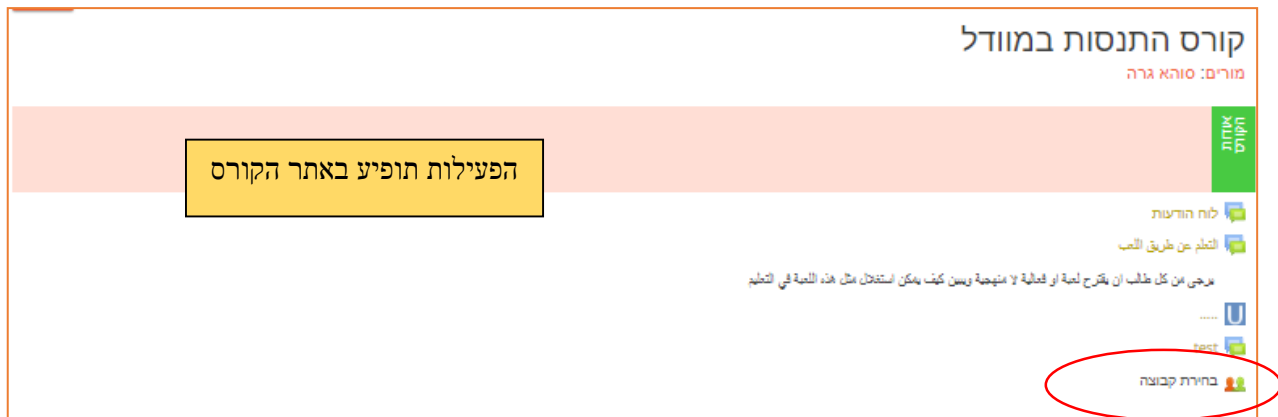 קורס התנסות במוודל
מורים: סוהא גרה
אודות
הקורס
הפעילות תופיע באתר הקורס
לוח הודעות
التعلم عن طريق اللعب
يرجى من كل طالب ان يقترح لعبة او فعالية لا منهجية ويبين كيف يمكن استغلال مثل هذه اللعبة في التعليم
.....
test
בחירת קבוצה